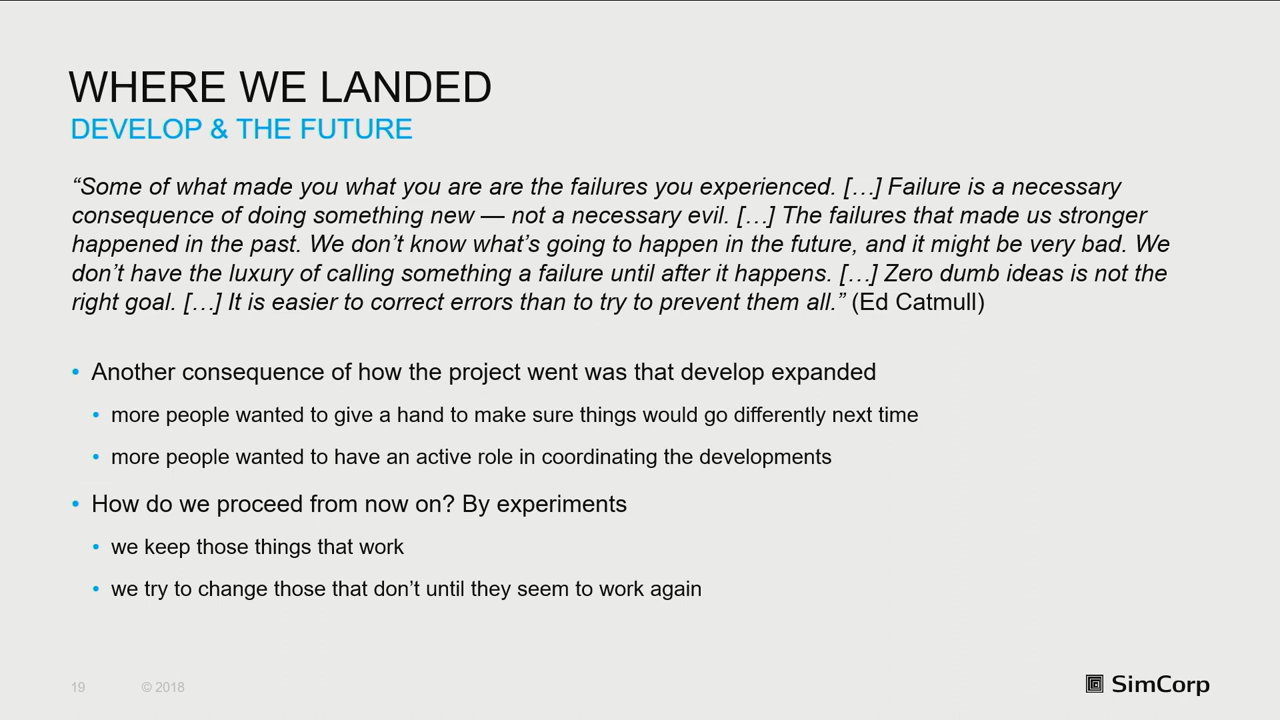 WHERE WE LANDED
DEVELOP & THE FUTURE
“Some of what made you what you are are the failures you experienced. […] Failure is a necessary
consequence of doing something new — not a necessary evil. […] The failures that made us stronger
happened in the past. We don’t know what’s going to happen in the future, and it might be very bad. We
don’t have the luxury of calling something a failure until after it happens. […] Zero dumb ideas is not the
right goal. […] It is easier to correct errors than to try to prevent them all.” (Ed Catmull)
• Another consequence of how the project went was that develop expanded
• more people wanted to give a hand to make sure things would go differently next time
• more people wanted to have an active role in coordinating the developments
• How do we proceed from now on? By experiments
• we keep those things that work
• we try to change those that don’t until they seem to work again
19 © 2018
SimCorp